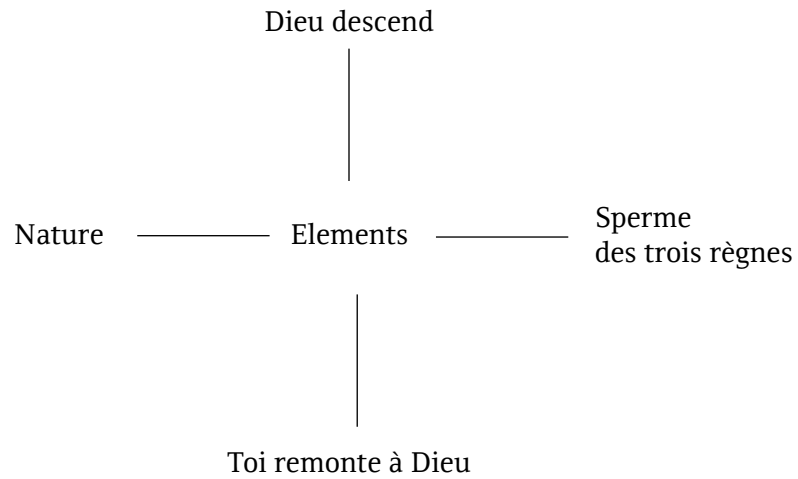 Dieu descend
Nature
Elements
Sperme
des trois règnes
Toi remonte à Dieu